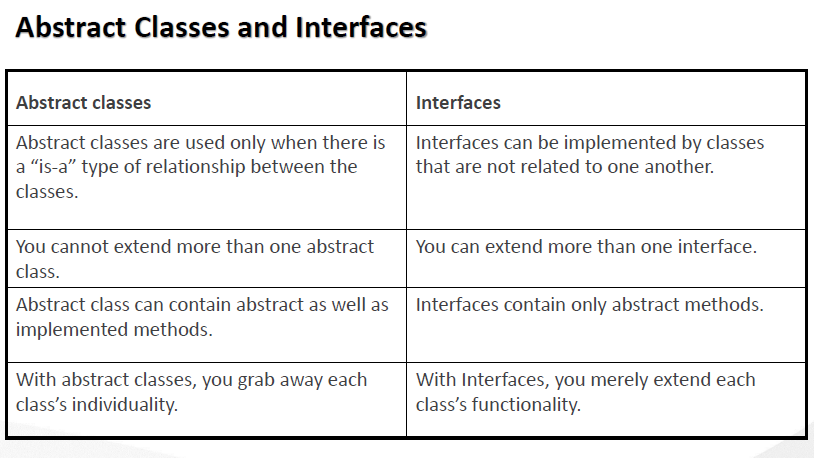 Abstract Classes and Interfaces
Abstract classes
Interfaces
Abstract classes are used only when there is
a “is-a” type of relationship between the
classes.
Interfaces can be implemented by classes
that are not related to one another.
You cannot extend more than one abstract
class.
You can extend more than one interface.
Abstract class can contain abstract as well as
implemented methods.
Interfaces contain only abstract methods.
With abstract classes, you grab away each
class’s individuality.
With Interfaces, you merely extend each
class’s functionality.